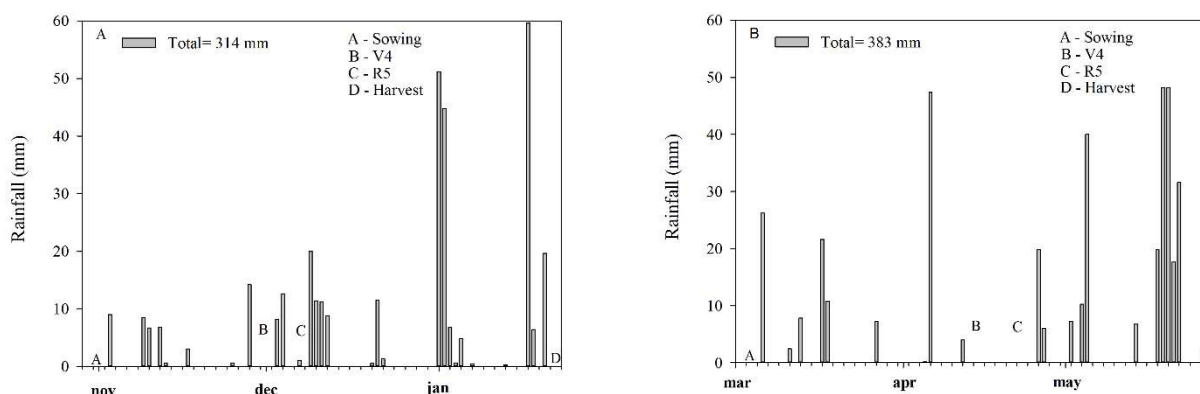 A
Total= 314 mm
A - Sowing
B - V4
C - R5
D - Harvest
Rainfall (mm)
60
50
40
30
20
10
0
A
B
C
D
nov
dec
jan
B
Total= 383 mm
A - Sowing
B - V4
C - R5
D - Harvest
Rainfall (mm)
60
50
40
30
20
10
0
A
B
C
mar
apr
may